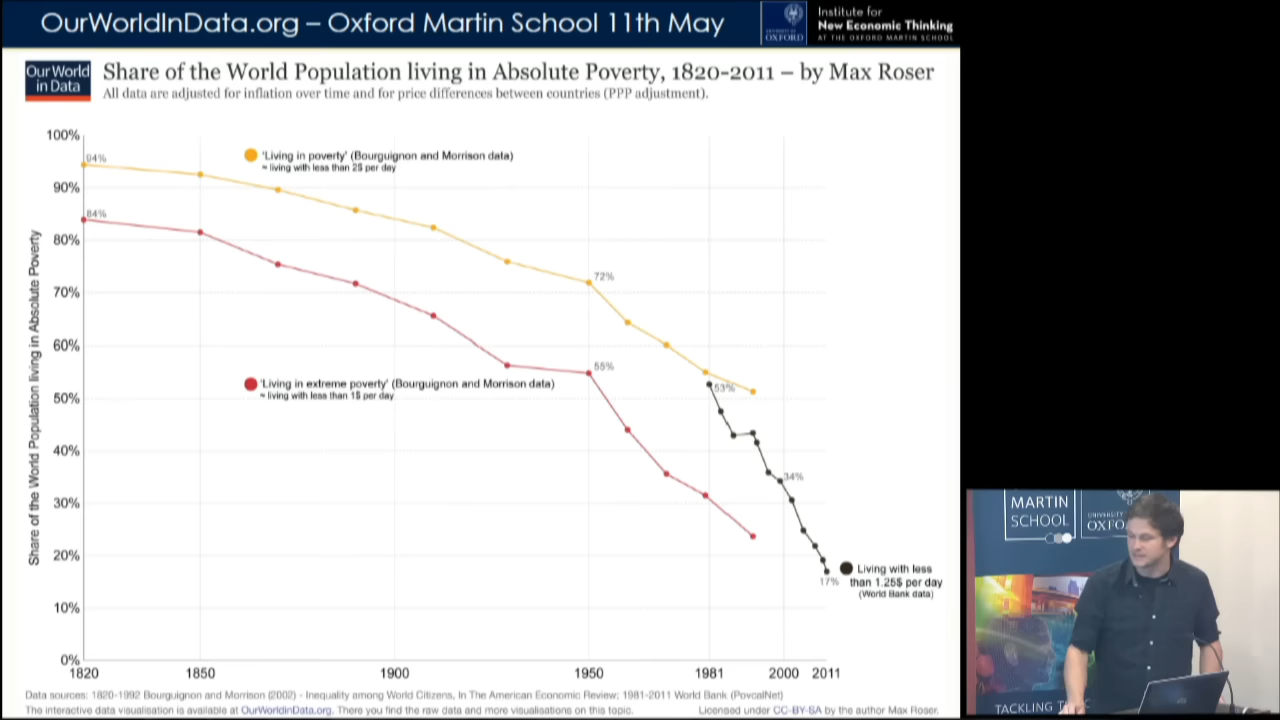 OurWorldInData.org – Oxford Martin School 11th May
UNIVERSITY OF
OXFORD
Institute for
New Economic Thinking
AT THE OXFORD MARTIN SCHOOL
Our World
in Data
Share of the World Population living in Absolute Poverty, 1820-2011 – by Max Roser
All data are adjusted for inflation over time and for price differences between countries (PPP adjustment).
Share of the World Population living in Absolute Poverty
100%
90%
80%
70%
60%
50%
40%
30%
20%
10%
0%
94%
84%
'Living in poverty' (Bourguignon and Morrison data)
= living with less than 2$ per day
72%
55%
'Living in extreme poverty' (Bourguignon and Morrison data)
= living with less than 1$ per day
53%
34%
17%
Living with less
than 1.25$ per day
(World Bank data)
1820 1850 1900 1950 1981 2000 2011
Data sources: 1820-1992 Bourguignon and Morrison (2002) - Inequality among World Citizens, In The American Economic Review; 1981-2011 World Bank (PovcalNet)
The interactive data visualisation is available at OurWorldinData.org. There you find the raw data and more visualisations on this topic.
Licensed under CC-BY-SA by the author Max Roser.
MARTIN
SCHOOL
UNIVERSITY
OXFO
TACKLING T